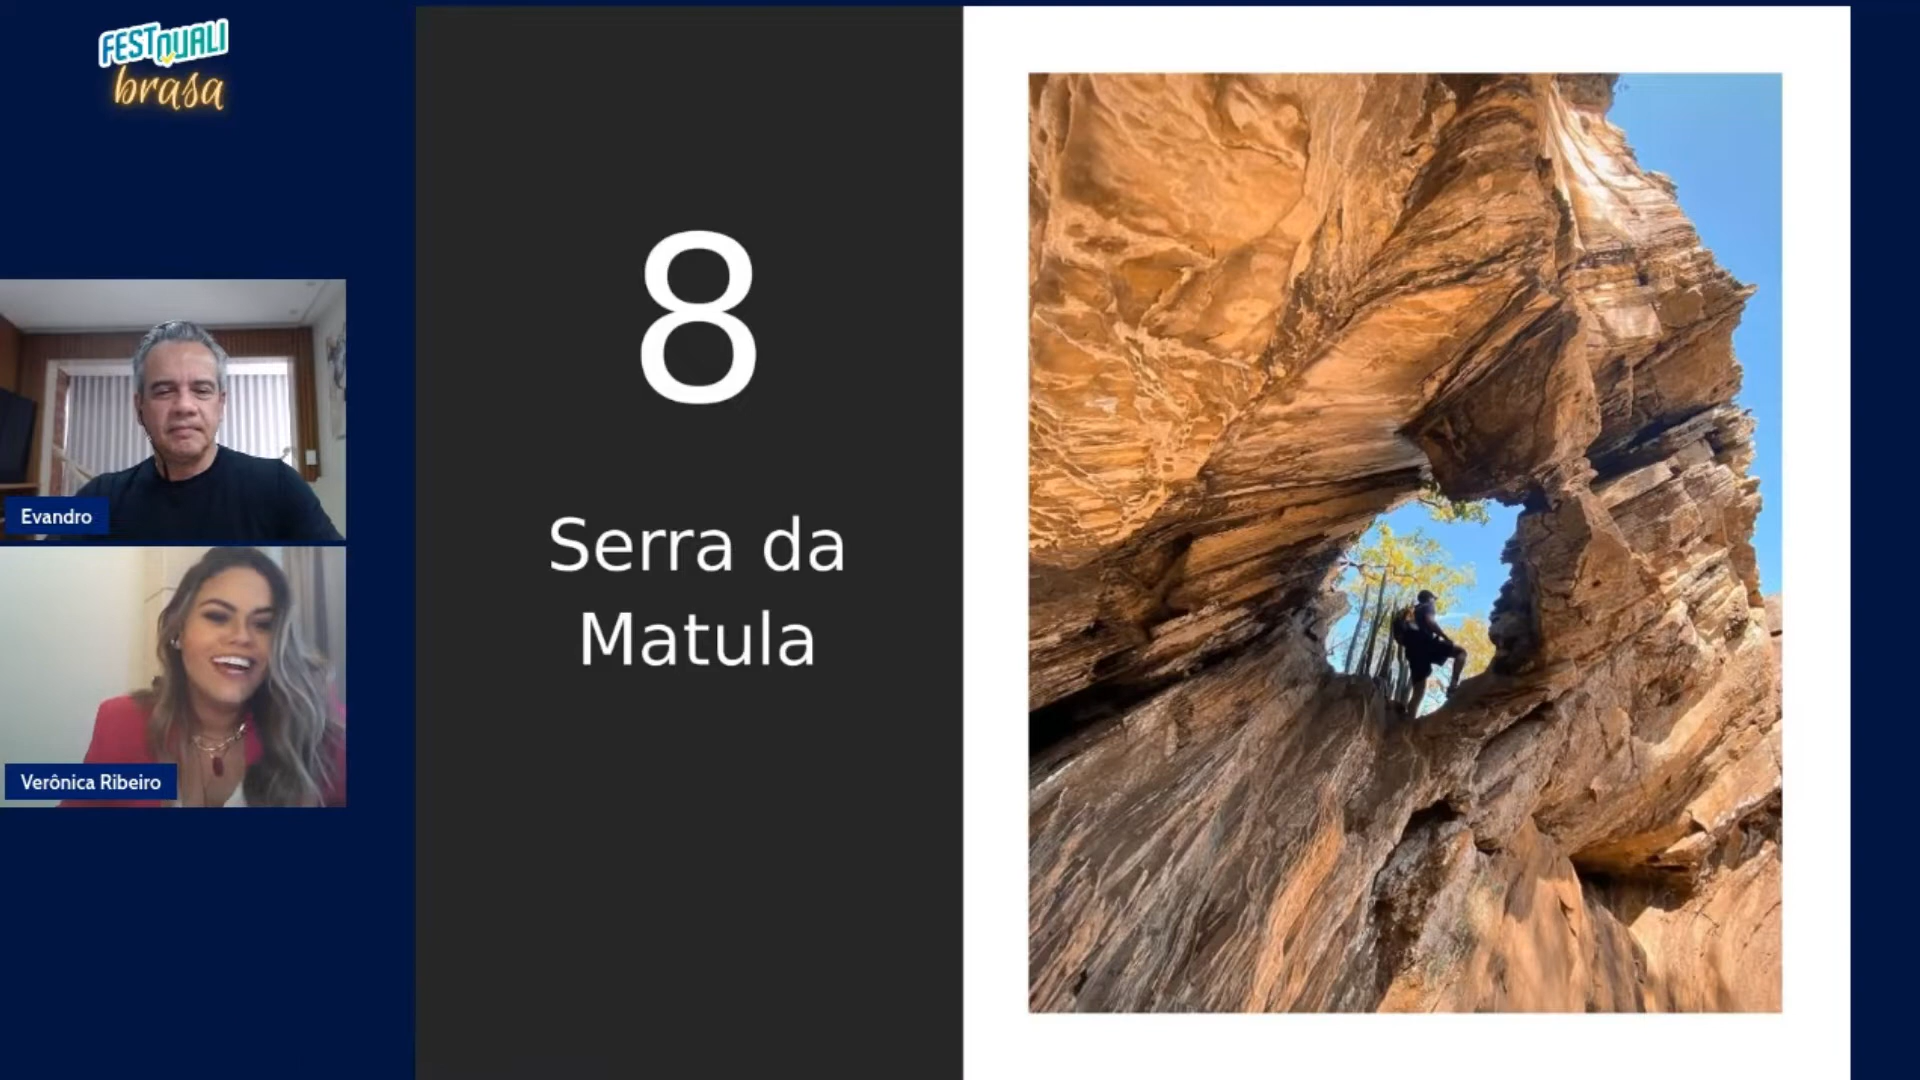 FESTQUALI
brasa
Evandro
Verônica Ribeiro
8
Serra da
Matula